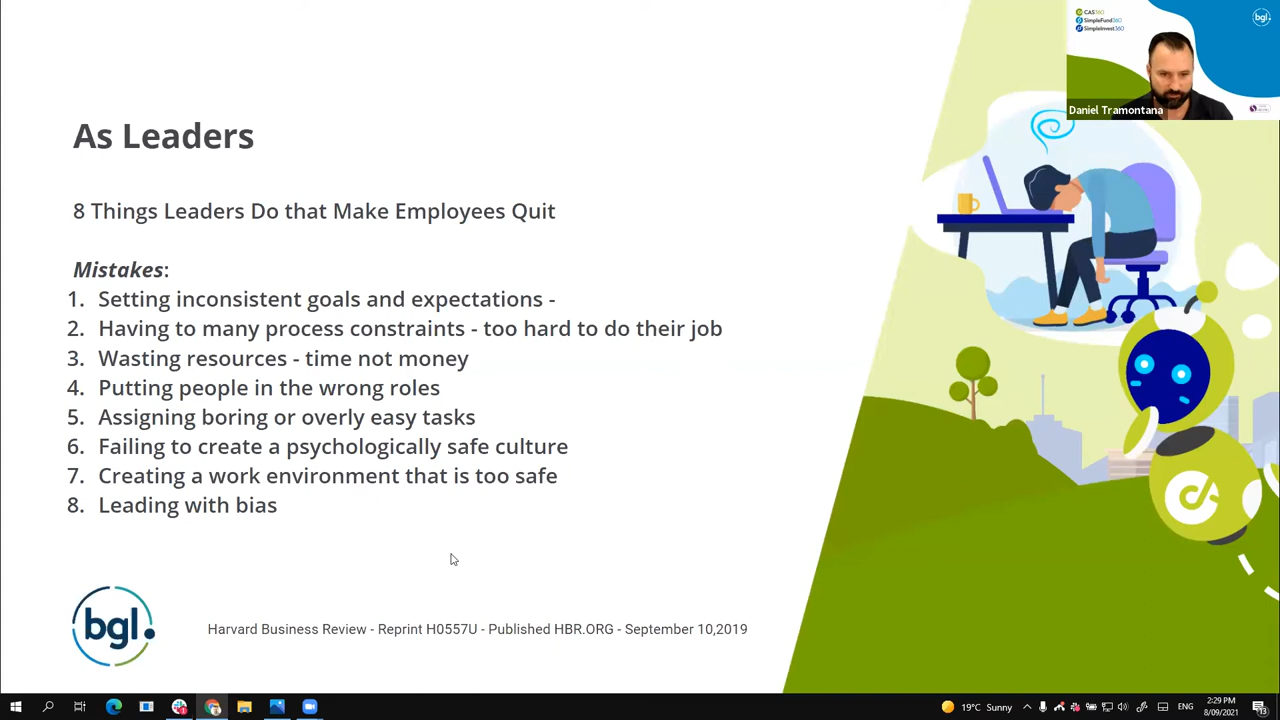 CAS360
SimpleFund360
SimpleInvest360
bgl
Daniel Tramontana
As Leaders
8 Things Leaders Do that Make Employees Quit
Mistakes:
1. Setting inconsistent goals and expectations -
2. Having to many process constraints - too hard to do their job
3. Wasting resources - time not money
4. Putting people in the wrong roles
5. Assigning boring or overly easy tasks
6. Failing to create a psychologically safe culture
7. Creating a work environment that is too safe
8. Leading with bias
bgl.
Harvard Business Review - Reprint H0557U - Published HBR.ORG - September 10,2019
19°C Sunny
ENG
2:29 PM
8/09/2021